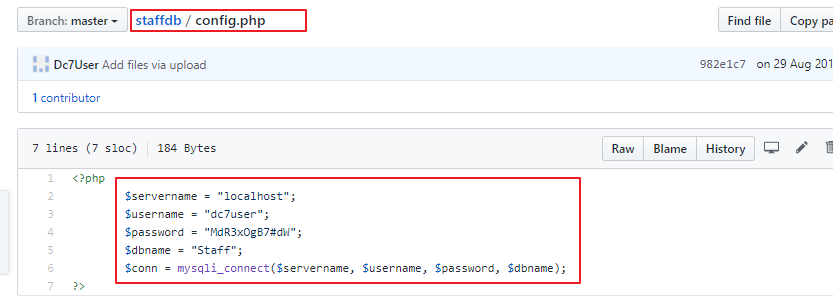 Branch: master
staffdb / config.php
Find file
Copy pa
Dc7User Add files via upload
982e1c7 on 29 Aug 201
1 contributor
7 lines (7 sloc) 184 Bytes
Raw
Blame
History
1 <?php
2 $servername = "localhost";
3 $username = "dc7user";
4 $password = "MdR3xOgB7#dW";
5 $dbname = "Staff";
6 $conn = mysqli_connect($servername, $username, $password, $dbname);
7 ?>